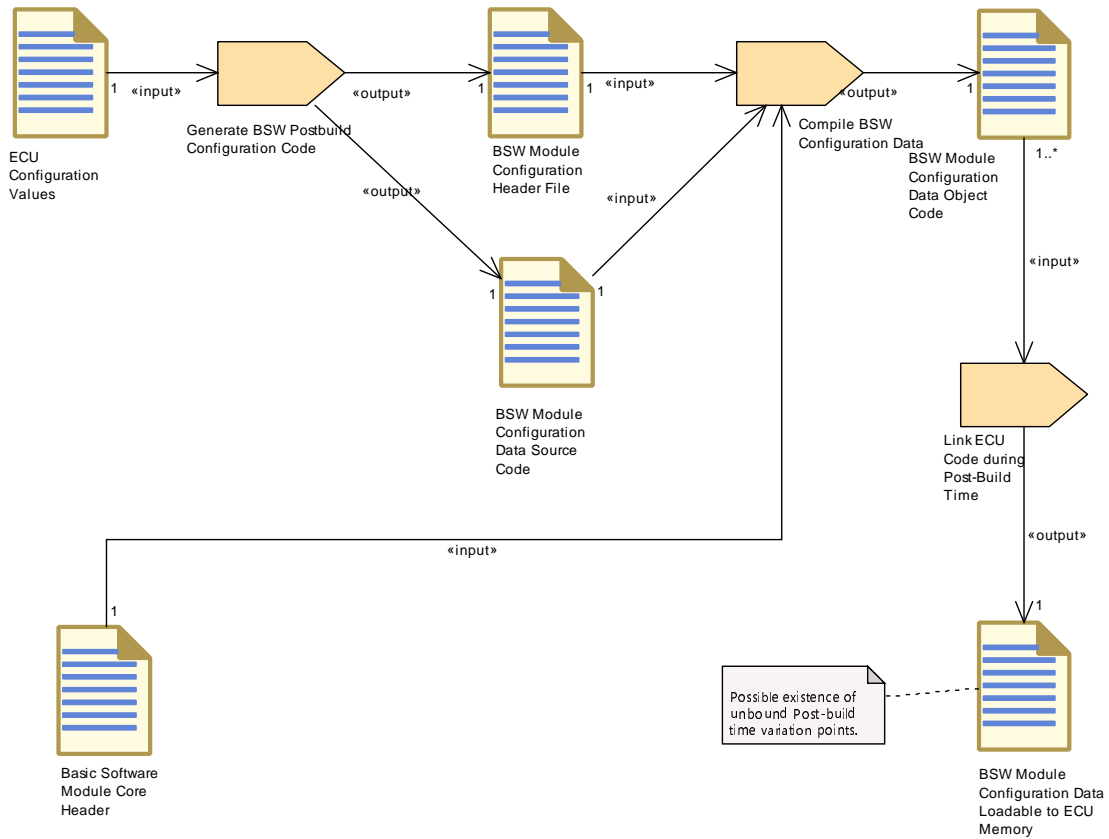 1
«input»
Generate BSW Postbuild
Configuration Code
ECU
Configuration
Values
«output»
1
1
«input»
BSW Module
Configuration
Header File
«output»
1
1
«input»
BSW Module
Configuration
Data Source
Code
Compile BSW
Configuration Data
«output»
1
BSW Module
Configuration
Data Object
Code
1..*
«input»
Link ECU
Code during
Post-Build
Time
«output»
1
«input»
1
Basic Software
Module Core
Header
Possible existence of
unbound Post-build
time variation points.
BSW Module
Configuration Data
Loadable to ECU
Memory